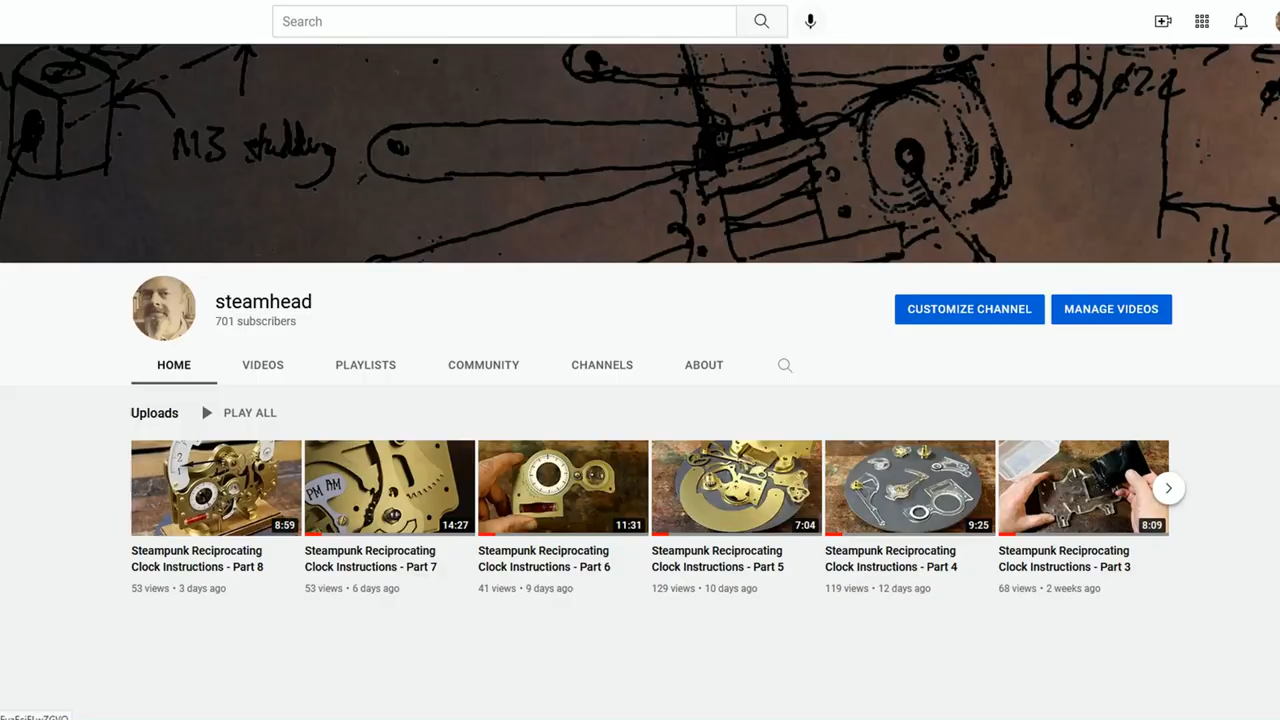 Search
M3 studding
steamhead
701 subscribers
CUSTOMIZE CHANNEL
MANAGE VIDEOS
HOME
VIDEOS
PLAYLISTS
COMMUNITY
CHANNELS
ABOUT
Uploads
PLAY ALL
2
1
8:59
PM AM
14:27
11:31
7:04
9:25
8:09
Steampunk Reciprocating
Clock Instructions - Part 8
53 views • 3 days ago
Steampunk Reciprocating
Clock Instructions - Part 7
53 views • 6 days ago
Steampunk Reciprocating
Clock Instructions - Part 6
41 views • 9 days ago
Steampunk Reciprocating
Clock Instructions - Part 5
129 views • 10 days ago
Steampunk Reciprocating
Clock Instructions - Part 4
119 views • 12 days ago
Steampunk Reciprocating
Clock Instructions - Part 3
68 views • 2 weeks ago